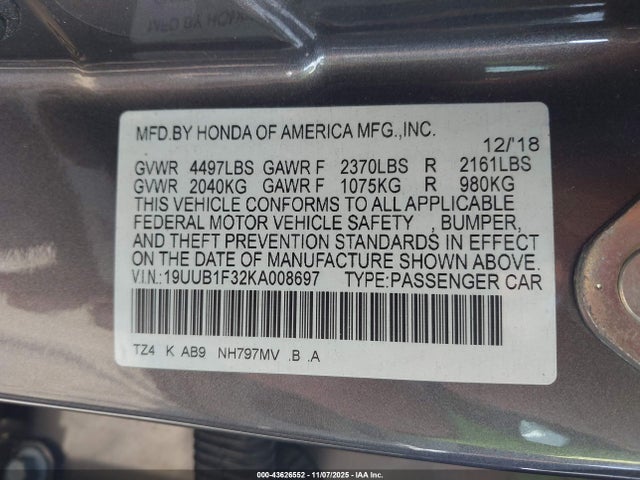 MFD.BY HONDA OF AMERICA MFG.,INC.
12/'18
GVWR 4497LBS GAWR F 2370LBS R 2161LBS
GVWR 2040KG GAWR F 1075KG R 980KG
THIS VEHICLE CONFORMS TO ALL APPLICABLE
FEDERAL MOTOR VEHICLE SAFETY , BUMPER,
AND THEFT PREVENTION STANDARDS IN EFFECT
ON THE DATE OF MANUFACTURE SHOWN ABOVE.
V.I.N.:19UUB1F32KA008697 TYPE:PASSENGER CAR
TZ4 K AB9 NH797MV .B .A
000-43626552 - 11/07/2025 - IAA Inc.